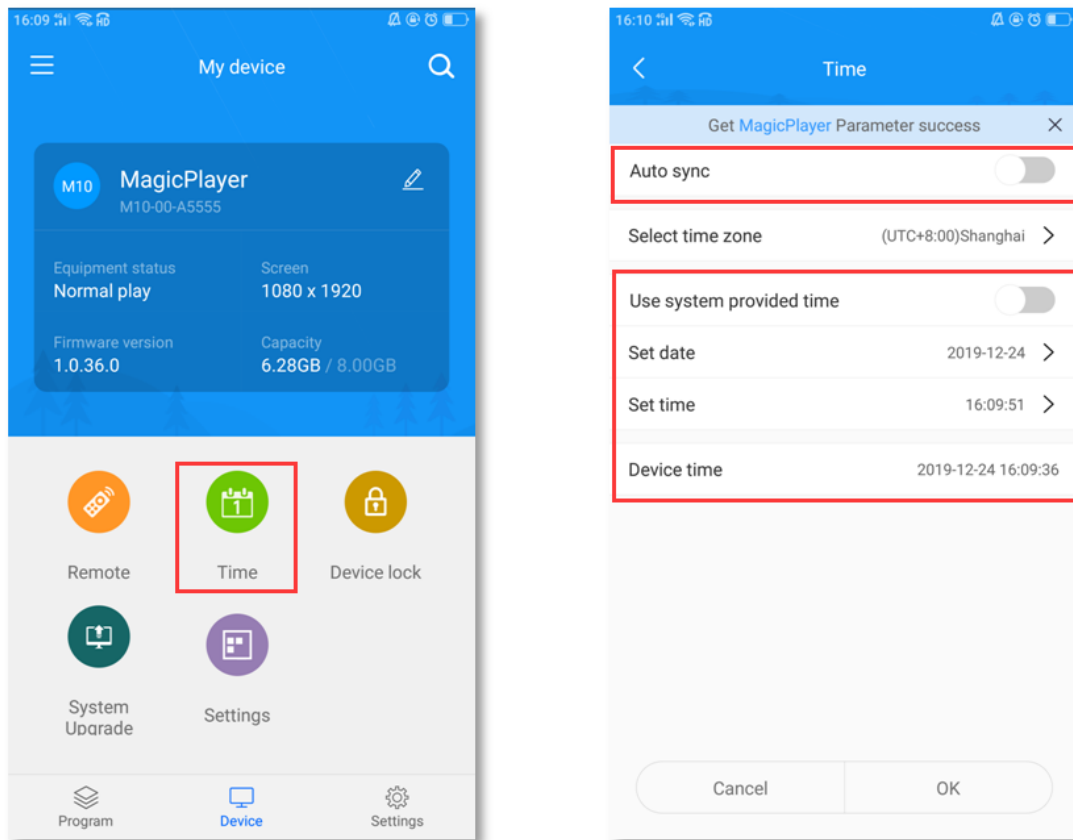 16:09
My device
M10
MagicPlayer
M10-00-A5555
Equipment status
Screen
Normal play
1080 x 1920
Firmware version
Capacity
1.0.36.0
6.28GB / 8.00GB
1
Remote
Time
Device lock
System
Upgrade
Settings
Program
Device
Settings
16:10
Time
Get MagicPlayer Parameter success
Auto sync
Select time zone
(UTC+8:00)Shanghai
Use system provided time
Set date
2019-12-24
Set time
16:09:51
Device time
2019-12-24 16:09:36
Cancel
OK